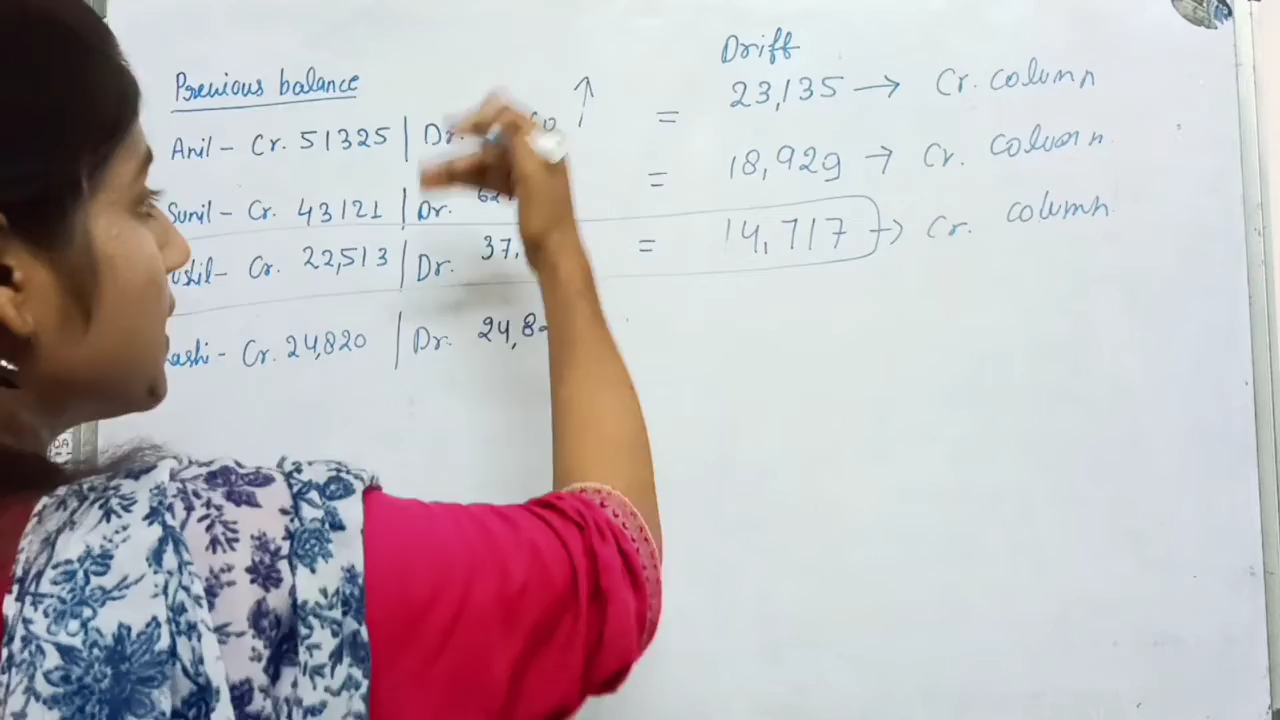 Driff
Previous balance
Anil - Cr. 51325 | Dr. = 23,135 → Cr. column
Sunil - Cr. 43121 | Dr. = 18,929 → Cr. column
Cr. 22,513 | Dr. 37, = 14,717 → Cr. column
Cr. 24,820 | Dr. 24,8